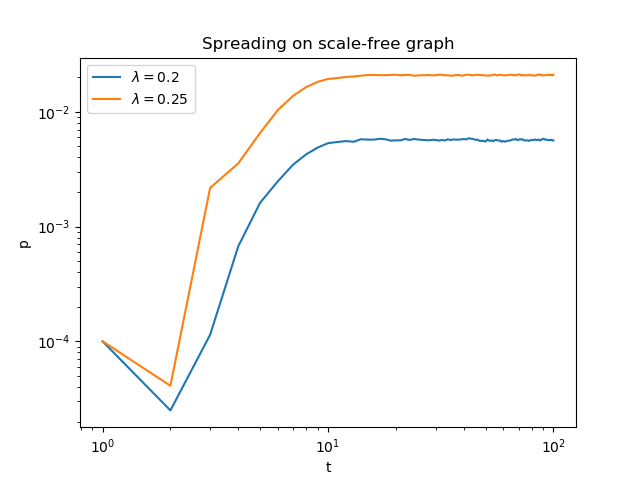 Spreading on scale-free graph
λ = 0.2
λ = 0.25
10⁻²
10⁻³
10⁻⁴
p
10⁰
10¹
10²
t